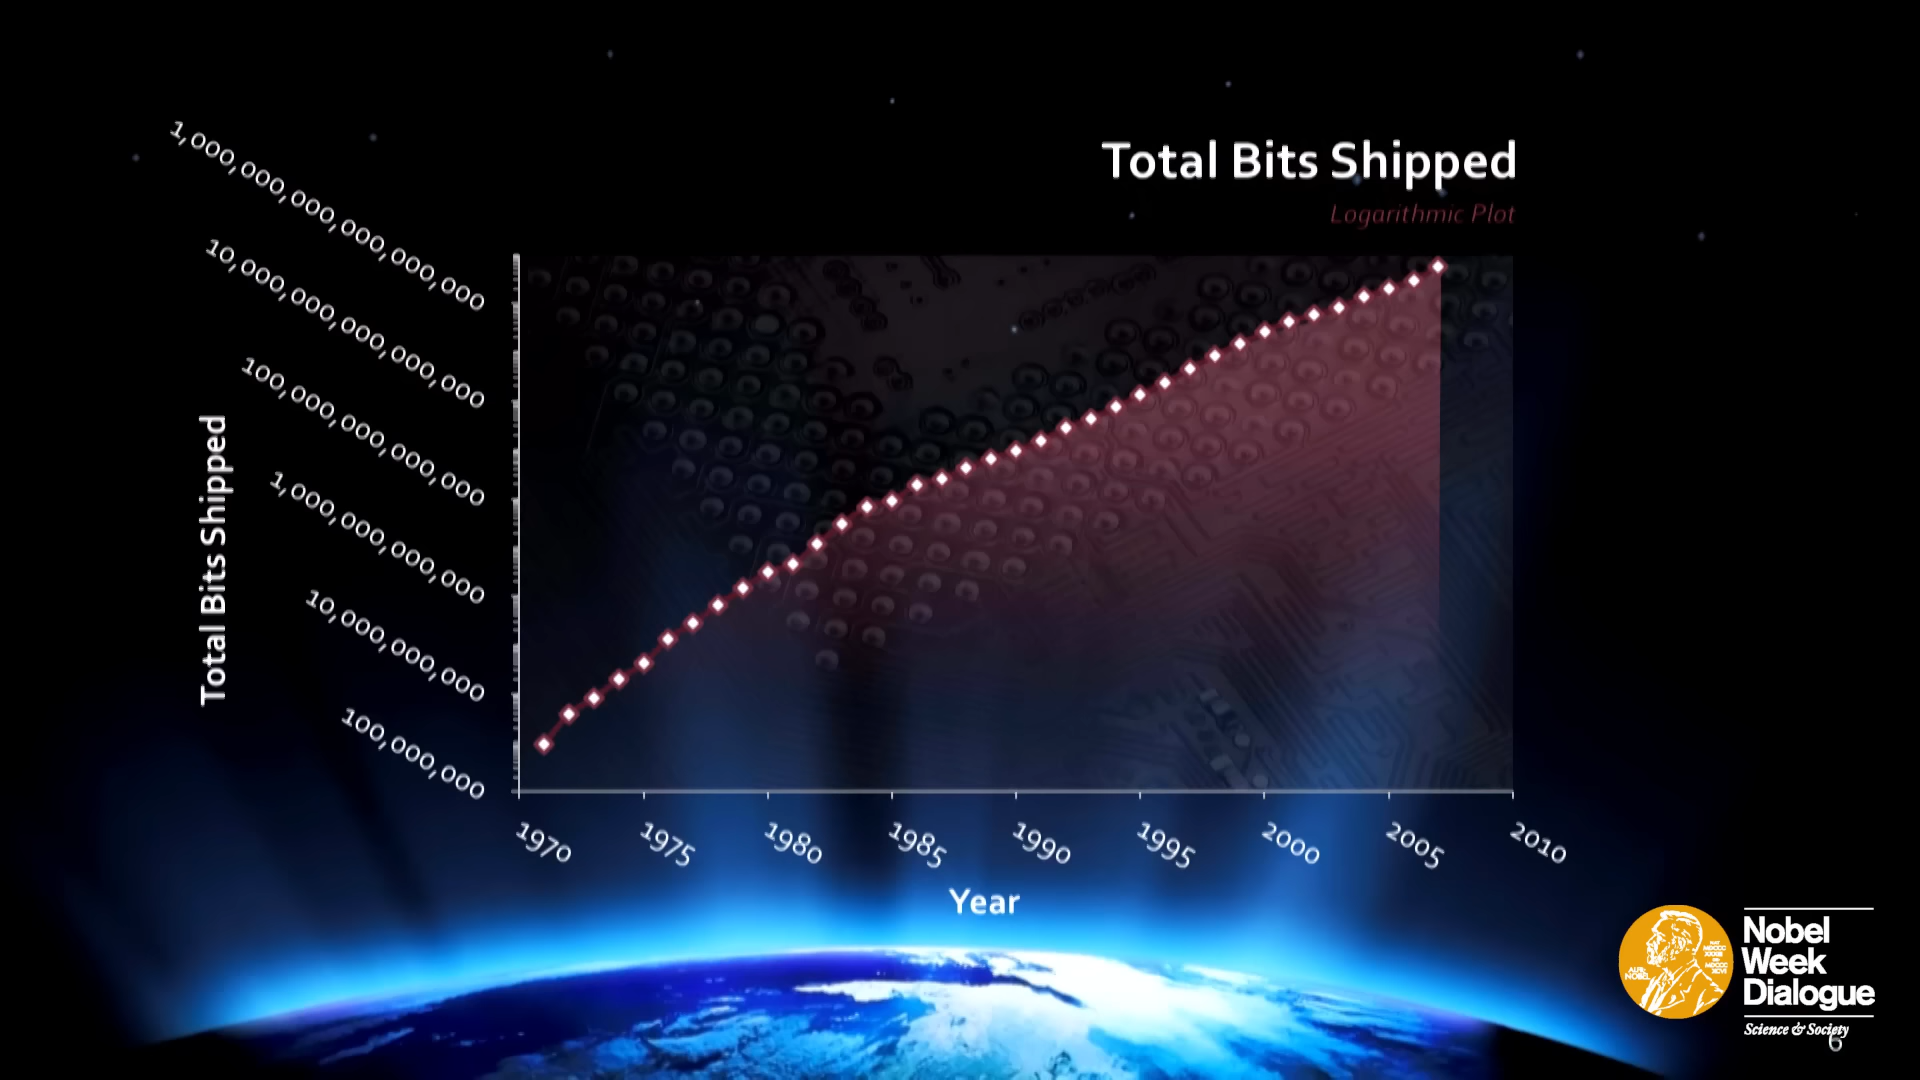 Total Bits Shipped
Logarithmic Plot
1,000,000,000,000,000,000
10,000,000,000,000,000
100,000,000,000,000
1,000,000,000,000
10,000,000,000
100,000,000
Total Bits Shipped
1970 1975 1980 1985 1990 1995 2000 2005 2010
Year
Nobel
Week
Dialogue
Science & Society
6